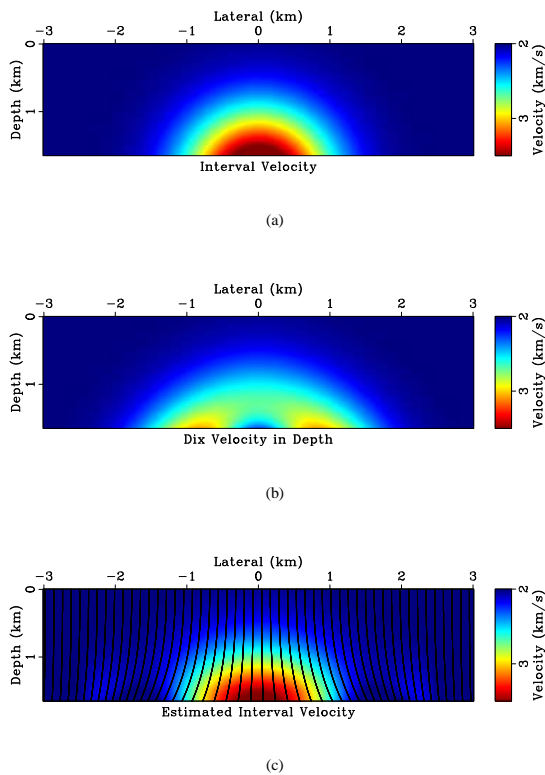 Lateral (km)
−3 −2 −1 0 1 2 3
0
1
Depth (km)
2
3
Velocity (km/s)
Interval Velocity
(a)
Lateral (km)
−3 −2 −1 0 1 2 3
0
1
Depth (km)
2
3
Velocity (km/s)
Dix Velocity in Depth
(b)
Lateral (km)
−3 −2 −1 0 1 2 3
0
1
Depth (km)
2
3
Velocity (km/s)
Estimated Interval Velocity
(c)